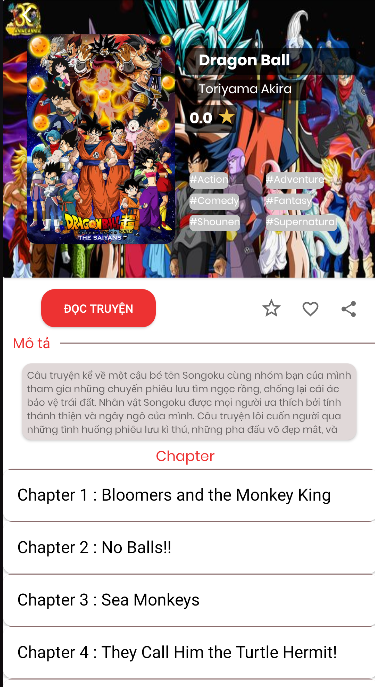 Dragon Ball
Toriyama Akira
0.0
#Action
#Adventure
#Comedy
#Fantasy
#Shounen
#Supernatural
DRAGONBALL
THE SAIYANS
ĐỌC TRUYỆN
Mô tả
Câu truyện kể về một cậu bé tên Songoku cùng nhóm bạn của mình
tham gia những chuyến phiêu lưu tìm ngọc rồng, chống lại cái ác
bảo vệ trái đất. Nhân vật Songoku được mọi người ưa thích bởi tính
thánh thiện và ngây ngô của mình. Câu truyện lôi cuốn người qua
những tình huống phiêu lưu kì thú, những pha đấu võ đẹp mắt, và
Chapter
Chapter 1 : Bloomers and the Monkey King
Chapter 2 : No Balls!!
Chapter 3 : Sea Monkeys
Chapter 4 : They Call Him the Turtle Hermit!